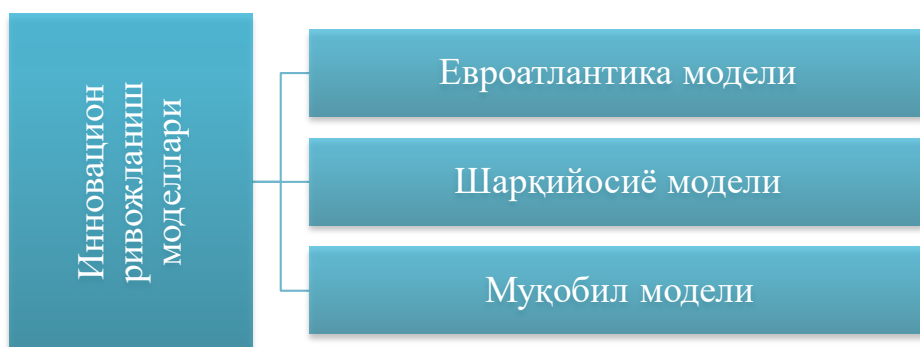 Инновацион
ривожланиш
моделлари
Евроатлантика модели
Шарқийосиё модели
Муқобил модели